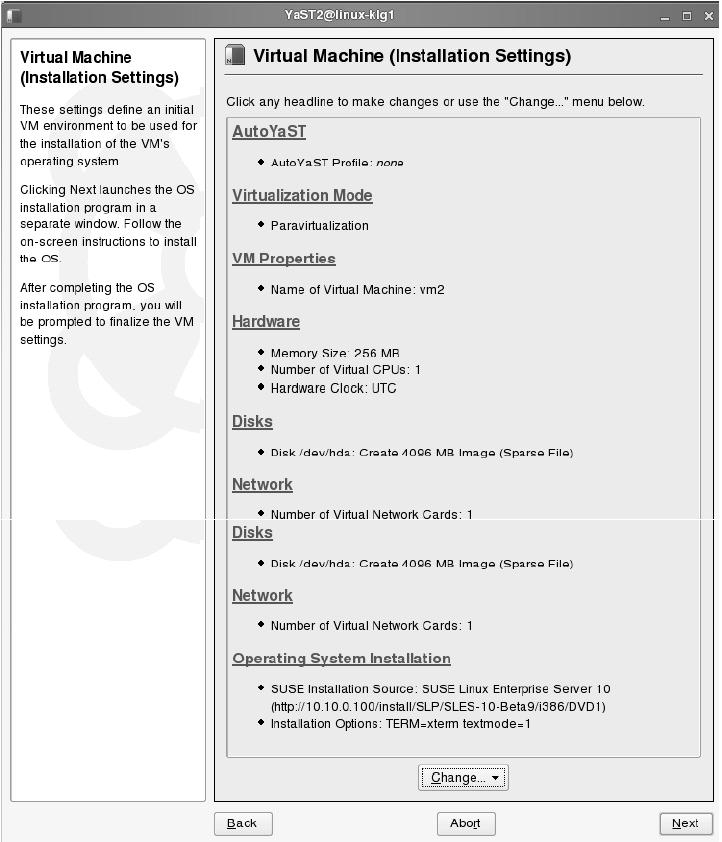 YaST2@linux-klg1
Virtual Machine
(Installation Settings)
These settings define an initial
VM environment to be used for
the installation of the VM's
operating system
Clicking Next launches the OS
installation program in a
separate window. Follow the
on-screen instructions to install
the OS.
After completing the OS
installation program, you will
be prompted to finalize the VM
settings.
Virtual Machine (Installation Settings)
Click any headline to make changes or use the "Change..." menu below.
AutoYaST
AutoYaST Profile: none
Virtualization Mode
Paravirtualization
VM Properties
Name of Virtual Machine: vm2
Hardware
Memory Size: 256 MB
Number of Virtual CPUs: 1
Hardware Clock: UTC
Disks
Disk /dev/hda: Create 4096 MB Image (Sparse File)
Network
Number of Virtual Network Cards: 1
Disks
Disk /dev/hda: Create 4096 MB Image (Sparse File)
Network
Number of Virtual Network Cards: 1
Operating System Installation
SUSE Installation Source: SUSE Linux Enterprise Server 10
(http://10.10.0.100/install/SLP/SLES-10-Beta9/i386/DVD1)
Installation Options: TERM=xterm textmode=1
Change...
Back
Abort
Next